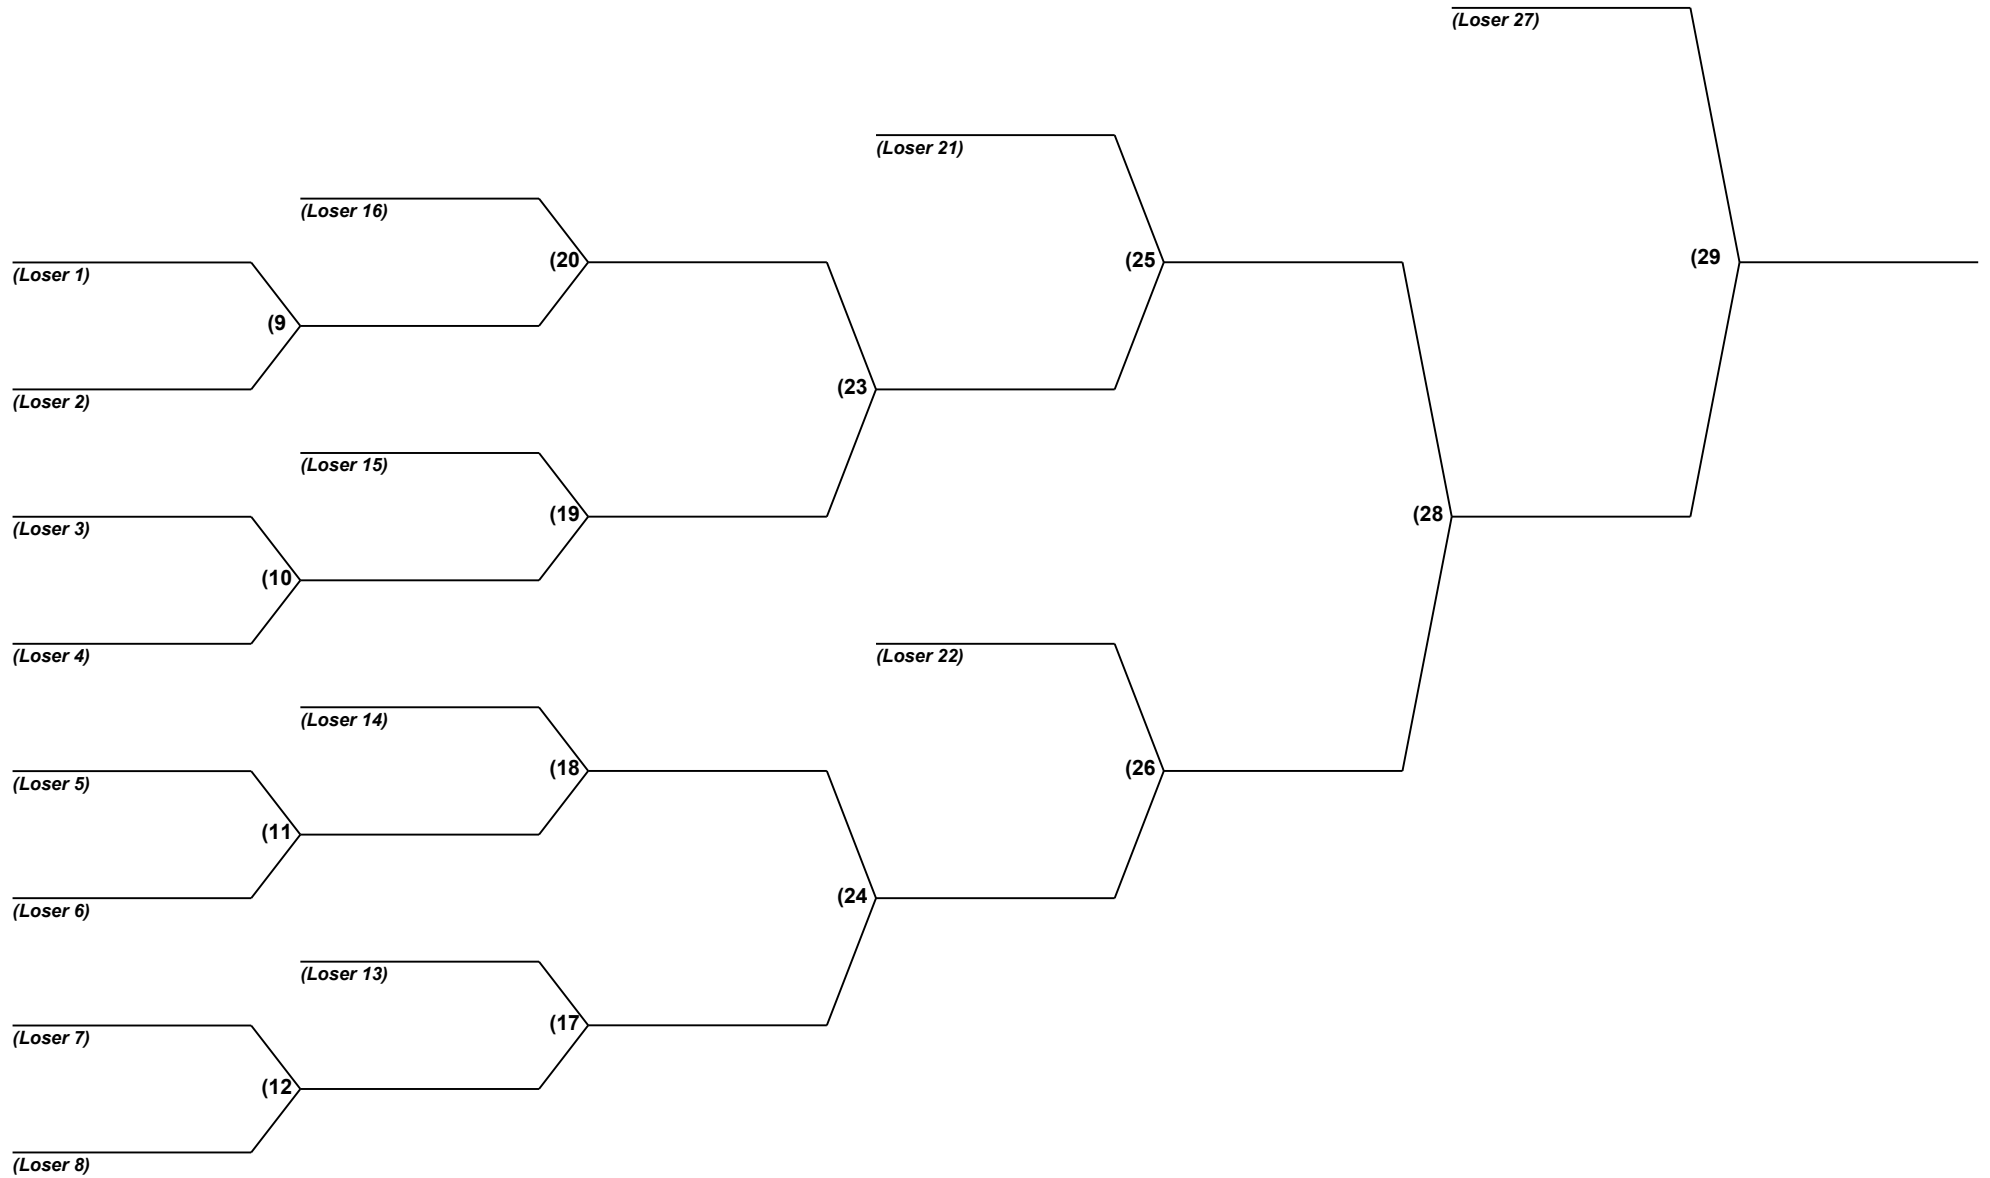 (Loser 27)
(Loser 21)
(Loser 16)
(20
(25
(29
(Loser 1)
(9
(23
(Loser 2)
(Loser 15)
(19
(28
(Loser 3)
(10
(Loser 4)
(Loser 22)
(Loser 14)
(18
(26
(Loser 5)
(11
(24
(Loser 6)
(Loser 13)
(17
(Loser 7)
(12
(Loser 8)